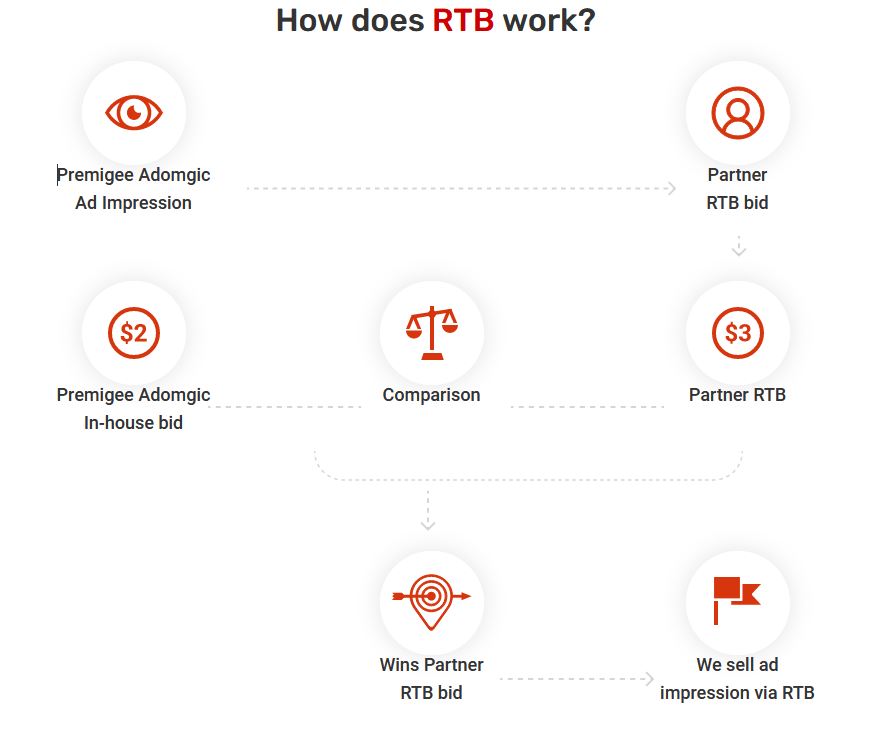 How does RTB work?
Premigee Adomgic
Ad Impression
Partner
RTB bid
$2
$3
Premigee Adomgic
In-house bid
Comparison
Partner RTB
Wins Partner
RTB bid
We sell ad
impression via RTB